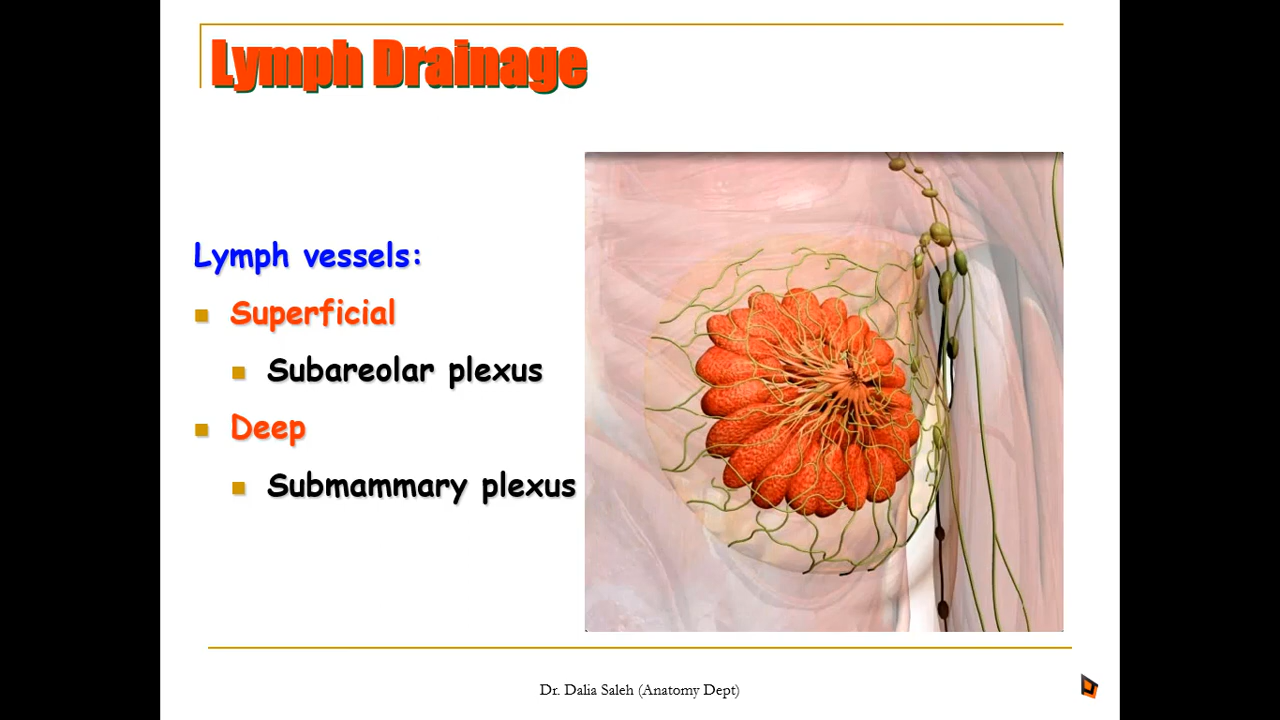 Lymph Drainage
Lymph vessels:
Superficial
Subareolar plexus
Deep
Submammary plexus
Dr. Dalia Saleh (Anatomy Dept)